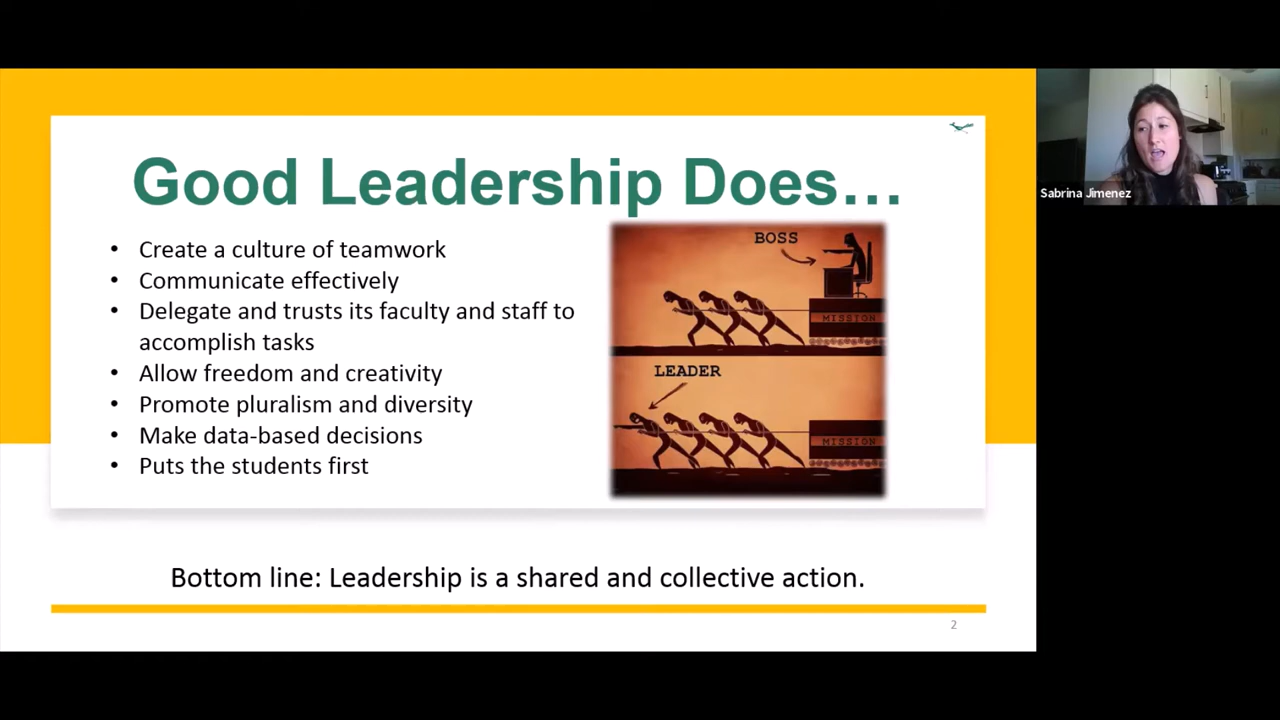 Good Leadership Does…
• Create a culture of teamwork
• Communicate effectively
• Delegate and trusts its faculty and staff to
accomplish tasks
• Allow freedom and creativity
• Promote pluralism and diversity
• Make data-based decisions
• Puts the students first
BOSS
MISSION
LEADER
MISSION
Bottom line: Leadership is a shared and collective action.
2
Sabrina Jimenez